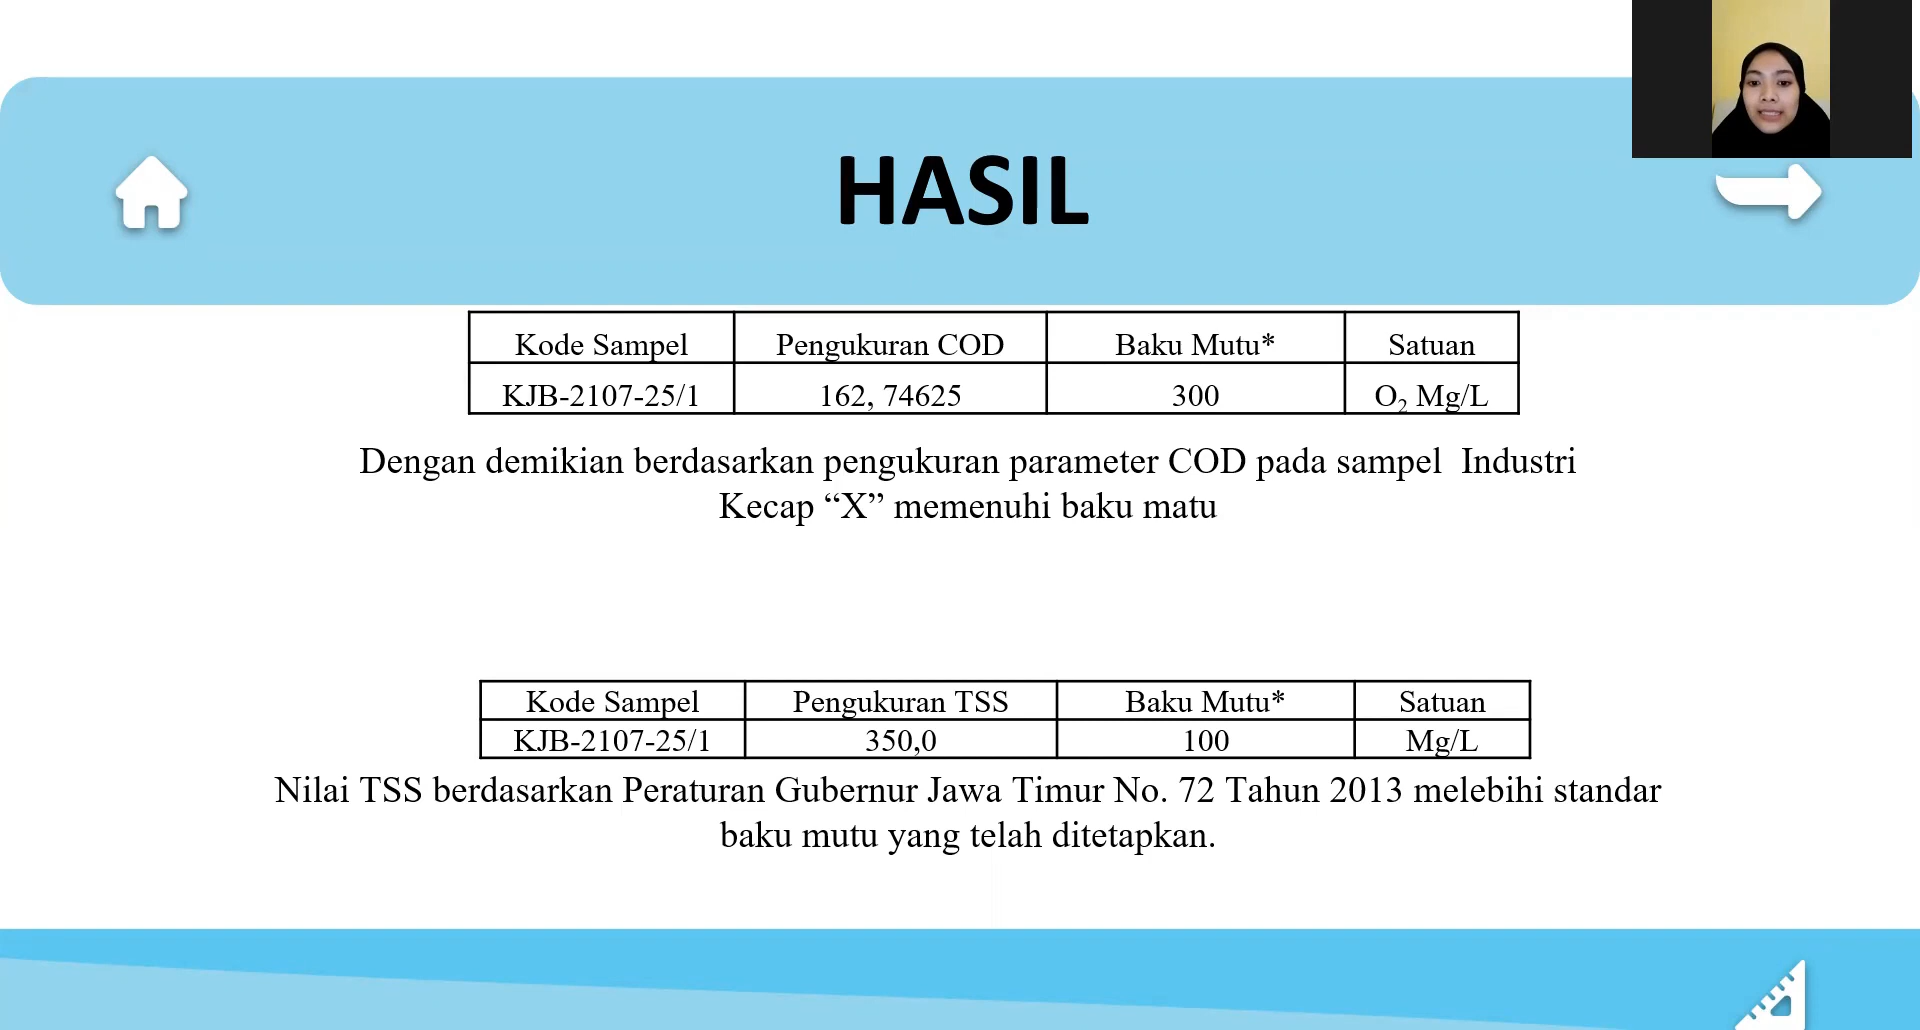 HASIL
Kode Sampel Pengukuran COD Baku Mutu* Satuan
KJB-2107-25/1 162, 74625 300 O₂ Mg/L
Dengan demikian berdasarkan pengukuran parameter COD pada sampel Industri
Kecap “X” memenuhi baku matu
Kode Sampel Pengukuran TSS Baku Mutu* Satuan
KJB-2107-25/1 350,0 100 Mg/L
Nilai TSS berdasarkan Peraturan Gubernur Jawa Timur No. 72 Tahun 2013 melebihi standar
baku mutu yang telah ditetapkan.